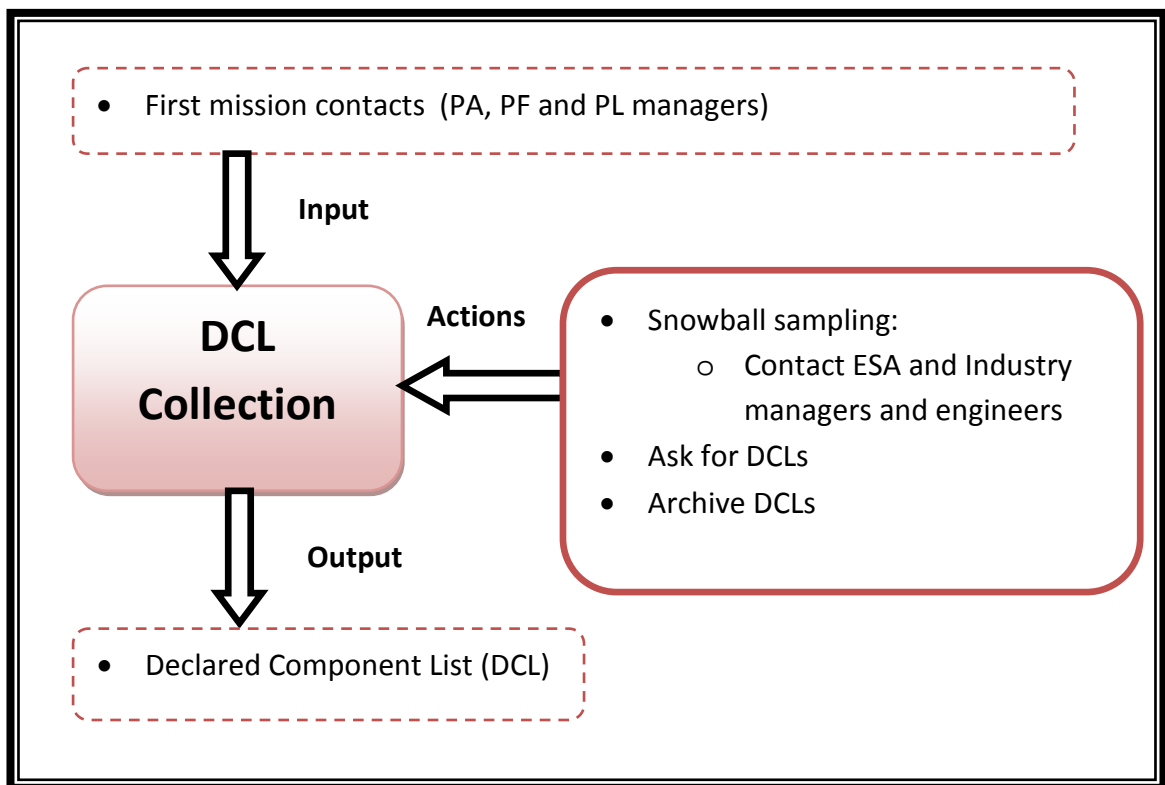 • First mission contacts  (PA, PF and PL managers)
Input
DCL
Collection
Actions
• Snowball sampling:
o Contact ESA and Industry
managers and engineers
• Ask for DCLs
• Archive DCLs
Output
• Declared Component List (DCL)